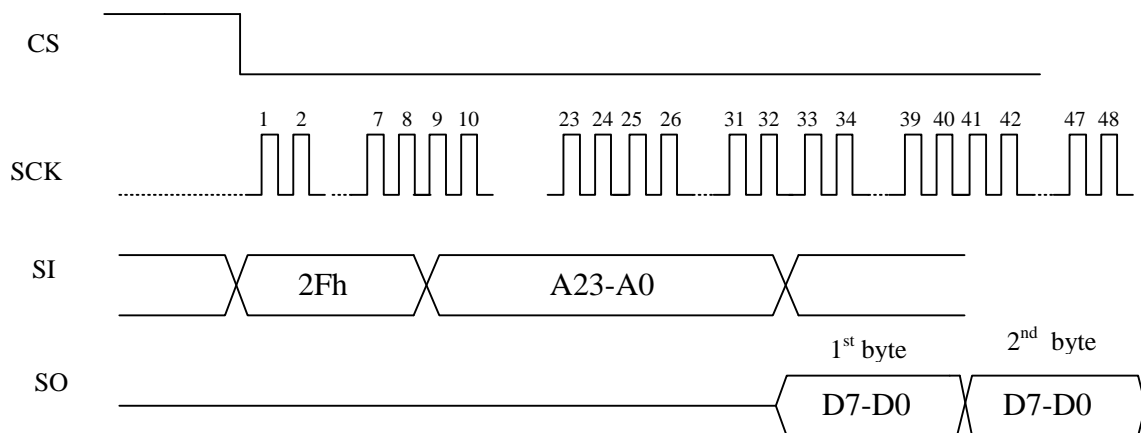 CS
1 2 7 8 9 10 23 24 25 26 31 32 33 34 39 40 41 42 47 48
SCK
SI
2Fh A23-A0
1st byte 2nd byte
SO
D7-D0 D7-D0